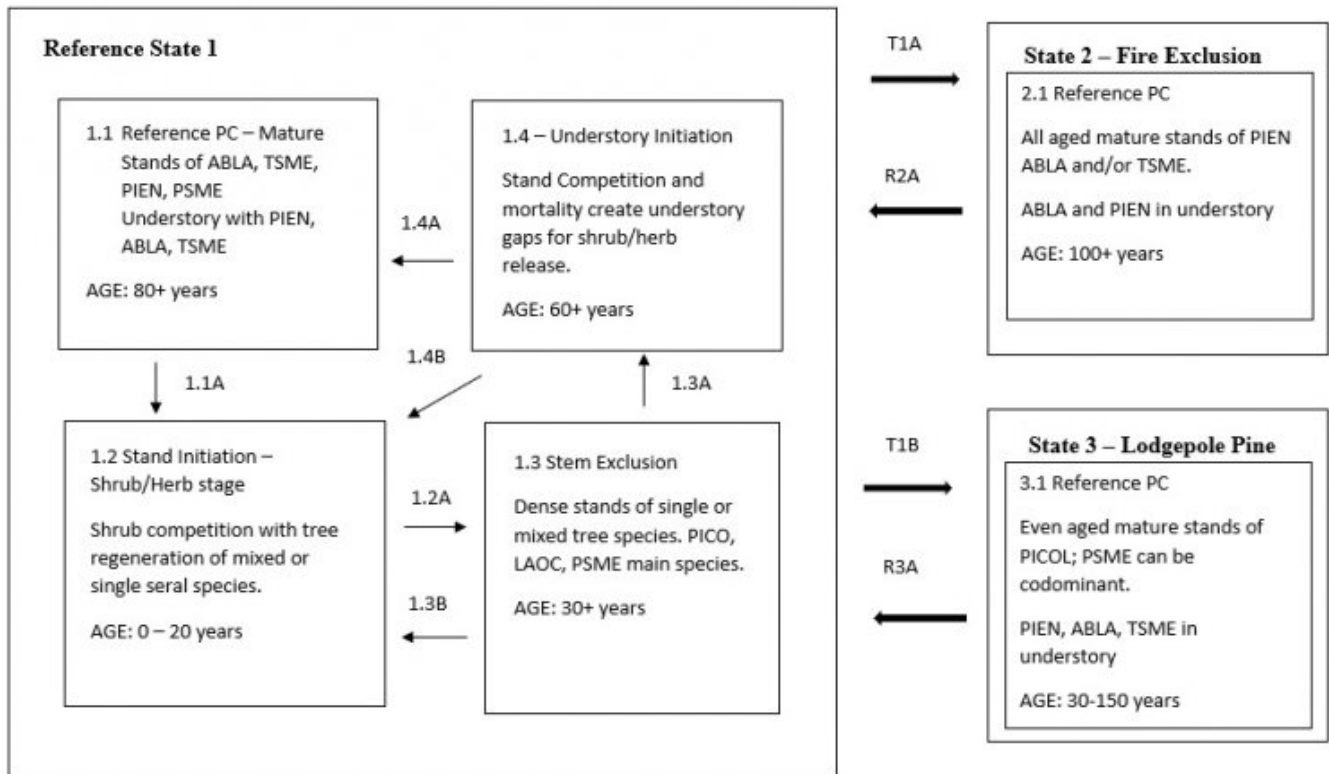 Reference State 1
1.1 Reference PC – Mature
Stands of ABLA, TSME,
PIEN, PSME
Understory with PIEN,
ABLA, TSME
AGE: 80+ years
1.4A
1.4 – Understory Initiation
Stand Competition and
mortality create understory
gaps for shrub/herb
release.
AGE: 60+ years
1.1A
1.4B
1.3A
1.2 Stand Initiation –
Shrub/Herb stage
Shrub competition with tree
regeneration of mixed or
single seral species.
AGE: 0 – 20 years
1.2A
1.3B
1.3 Stem Exclusion
Dense stands of single or
mixed tree species. PICO,
LAOC, PSME main species.
AGE: 30+ years
T1A
R2A
State 2 – Fire Exclusion
2.1 Reference PC
All aged mature stands of PIEN
ABLA and/or TSME.
ABLA and PIEN in understory
AGE: 100+ years
T1B
R3A
State 3 – Lodgepole Pine
3.1 Reference PC
Even aged mature stands of
PICOL; PSME can be
codominant.
PIEN, ABLA, TSME in
understory
AGE: 30-150 years